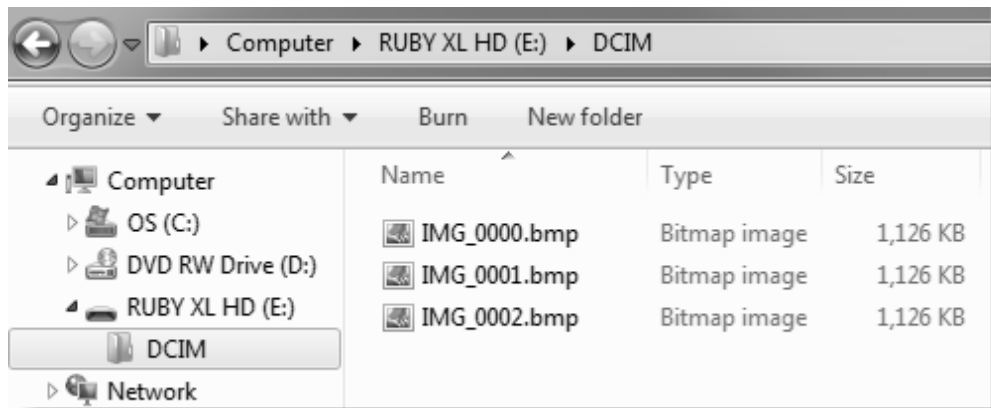 Computer RUBY XL HD (E:) DCIM
Organize Share with Burn New folder
Computer
OS (C:)
DVD RW Drive (D:)
RUBY XL HD (E:)
DCIM
Network
Name Type Size
IMG_0000.bmp Bitmap image 1,126 KB
IMG_0001.bmp Bitmap image 1,126 KB
IMG_0002.bmp Bitmap image 1,126 KB